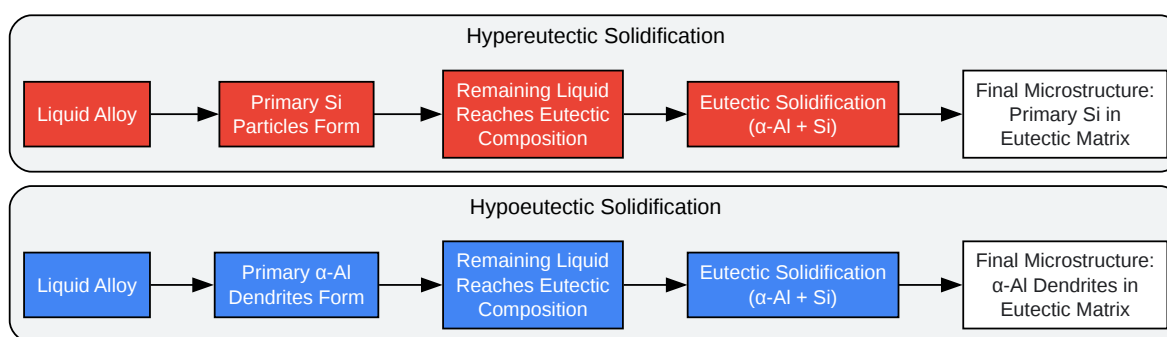 Hypereutectic Solidification
Liquid Alloy
Primary Si
Particles Form
Remaining Liquid
Reaches Eutectic
Composition
Eutectic Solidification
(α-Al + Si)
Final Microstructure:
Primary Si in
Eutectic Matrix
Hypoeutectic Solidification
Liquid Alloy
Primary α-Al
Dendrites Form
Remaining Liquid
Reaches Eutectic
Composition
Eutectic Solidification
(α-Al + Si)
Final Microstructure:
α-Al Dendrites in
Eutectic Matrix